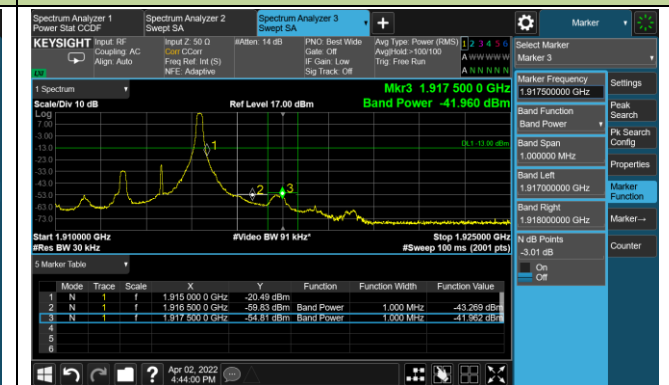 Spectrum Analyzer 1
Power Stat CCDF
Spectrum Analyzer 2
Swept SA
Spectrum Analyzer 3
Swept SA
+
Marker
KEYSIGHT
Input: RF
Coupling: AC
Align: Auto
Input Z: 50 Ω
Corr CCorr
Freq Ref: Int (S)
NFE: Adaptive
#Atten: 14 dB
PNO: Best Wide
Gate: Off
IF Gain: Low
Sig Track: Off
Avg Type: Power (RMS)
Avg|Hold:>100/100
Trig: Free Run
1 2 3 4 5 6
A W W W W W
A N N N N N
Select Marker
Marker 3
1 Spectrum
Scale/Div 10 dB
Log
Ref Level 17.00 dBm
Mkr3 1.917 500 0 GHz
Band Power -41.960 dBm
7.00
-3.00
-13.0
-23.0
-33.0
-43.0
-53.0
-63.0
-73.0
DL1 -13.00 dBm
1
2
3
Start 1.910000 GHz
#Res BW 30 kHz
#Video BW 91 kHz*
Stop 1.925000 GHz
#Sweep 100 ms (2001 pts)
5 Marker Table
Mode Trace Scale X Y Function Function Width Function Value
1 N 1 f 1.915 000 0 GHz -20.49 dBm
2 N 1 f 1.916 500 0 GHz -59.83 dBm Band Power 1.000 MHz -43.269 dBm
3 N 1 f 1.917 500 0 GHz -54.81 dBm Band Power 1.000 MHz -41.962 dBm
4
5
6
Marker Frequency
1.917500000 GHz
Band Function
Band Power
Band Span
1.000000 MHz
Band Left
1.917000000 GHz
Band Right
1.918000000 GHz
N dB Points
-3.01 dB
On
Off
Settings
Peak
Search
Pk Search
Config
Properties
Marker
Function
Marker→
Counter
?
Apr 02, 2022
4:44:00 PM